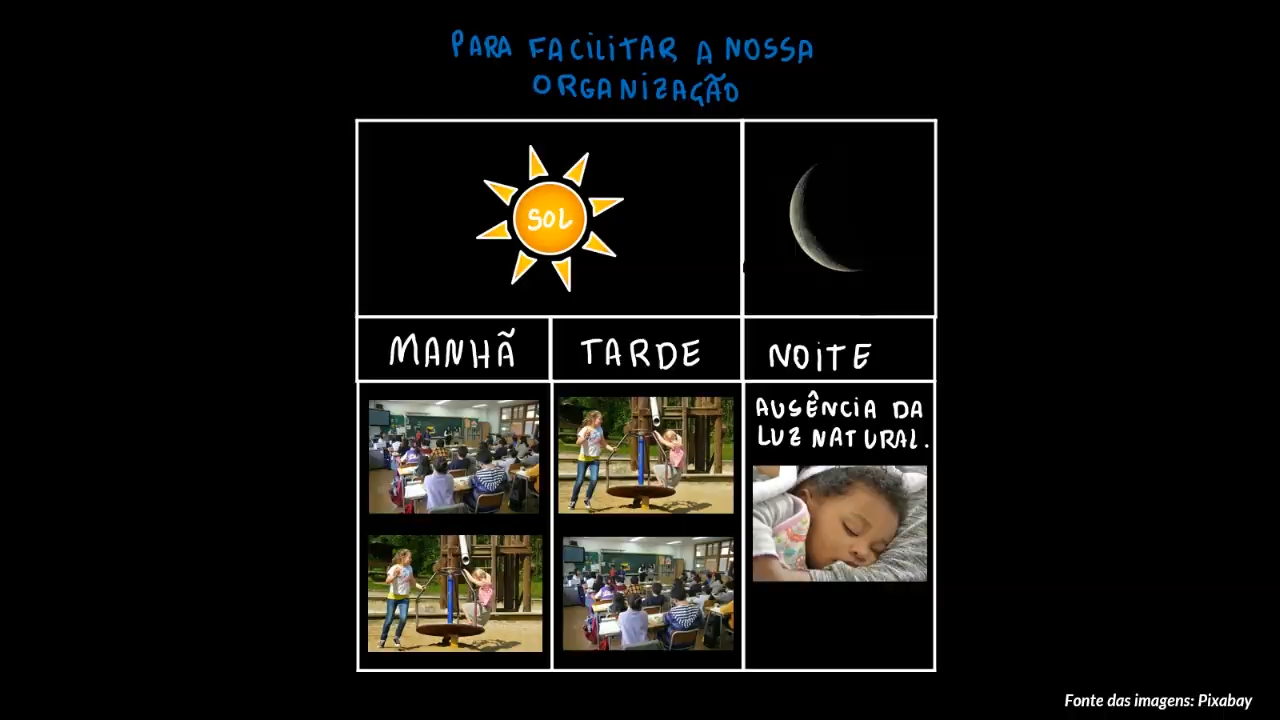 PARA FACILITAR A NOSSA
ORGANIZAÇÃO
SOL
MANHÃ
TARDE
NOITE
AUSÊNCIA DA
LUZ NATURAL.
Fonte das imagens: Pixabay